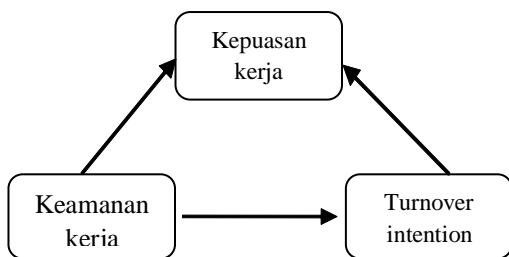 Kepuasan
kerja
Keamanan
kerja
Turnover
intention